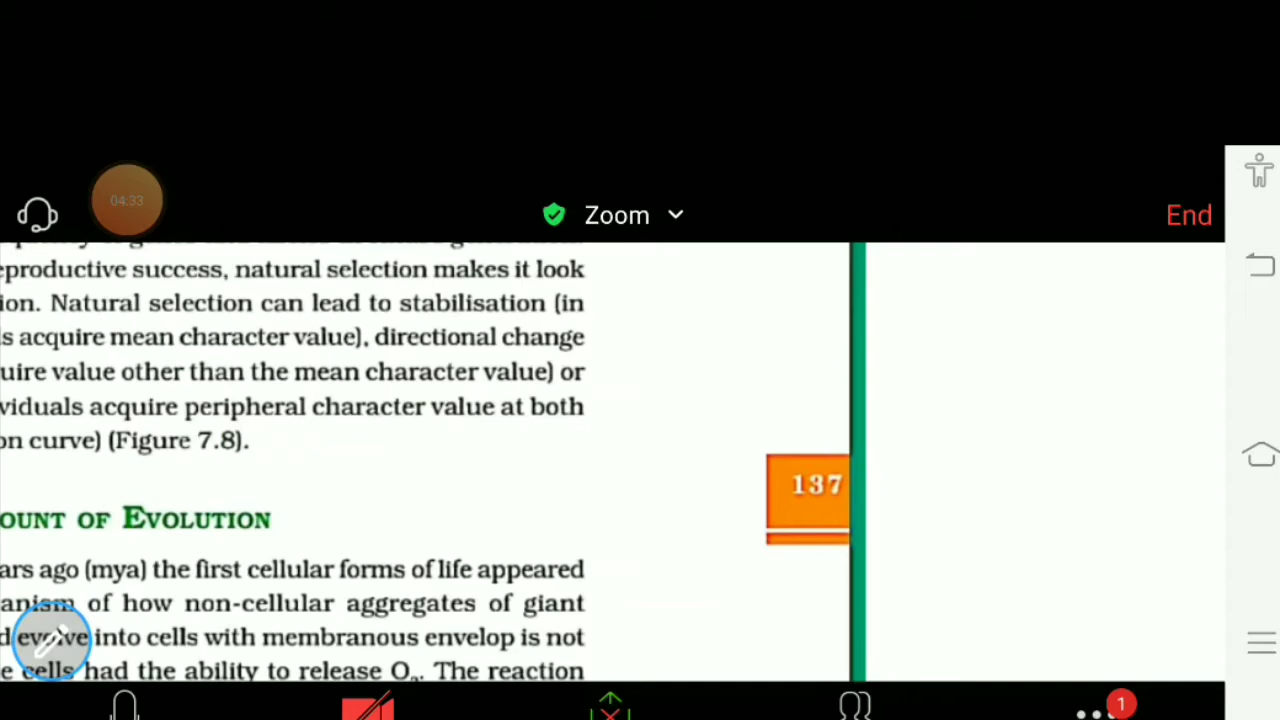 04:33
Zoom
End
eproductive success, natural selection makes it look
ion. Natural selection can lead to stabilisation (in
s acquire mean character value), directional change
uire value other than the mean character value) or
viduals acquire peripheral character value at both
on curve) (Figure 7.8).
137
OUNT OF EVOLUTION
ars ago (mya) the first cellular forms of life appeared
anism of how non-cellular aggregates of giant
d evolve into cells with membranous envelop is not
e cells had the ability to release O₂. The reaction
1